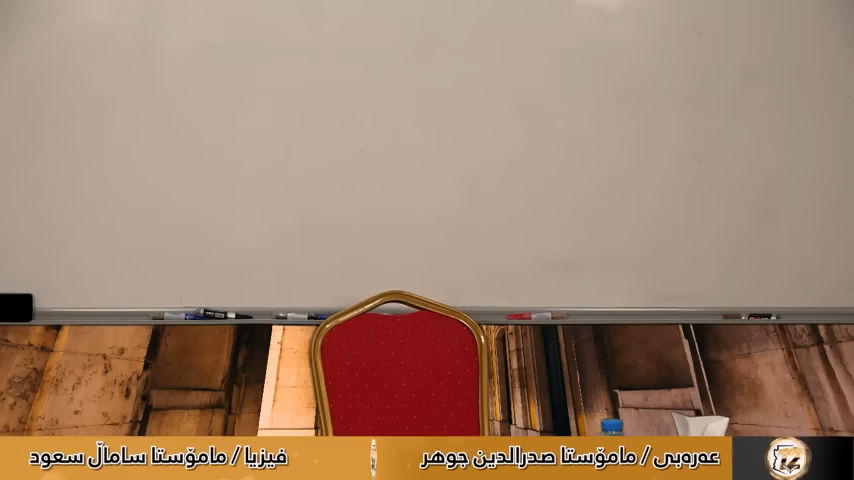 عەرەبی / مامۆستا صدرالدین جوهر
فیزیا / مامۆستا ساماڵ سعود